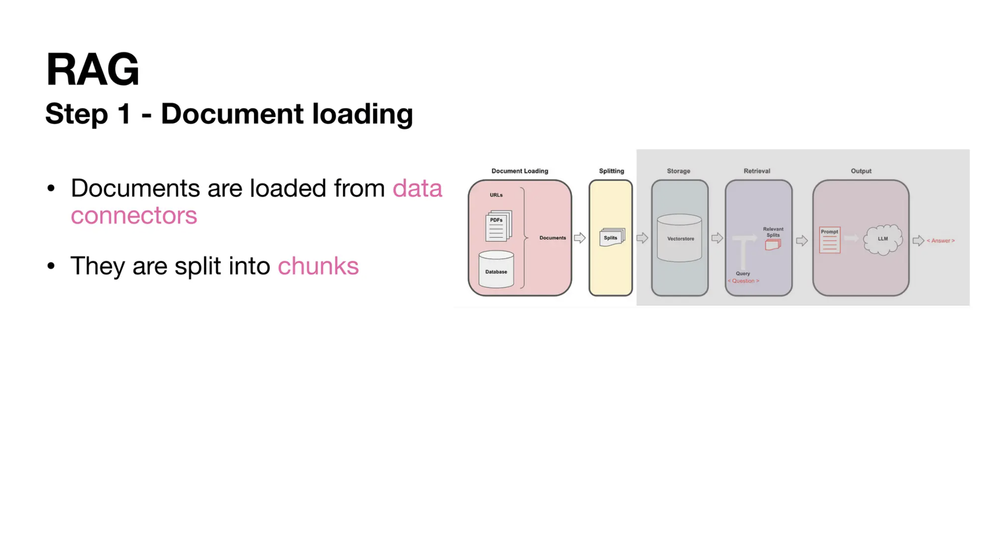 RAG
Step 1 - Document loading
• Documents are loaded from data
connectors
• They are split into chunks
Document Loading
URLs
PDFs
Database
Documents
Splitting
Splits
Storage
Vectorstore
Retrieval
Relevant
Splits
Query
< Question >
Output
Prompt
LLM
< Answer >